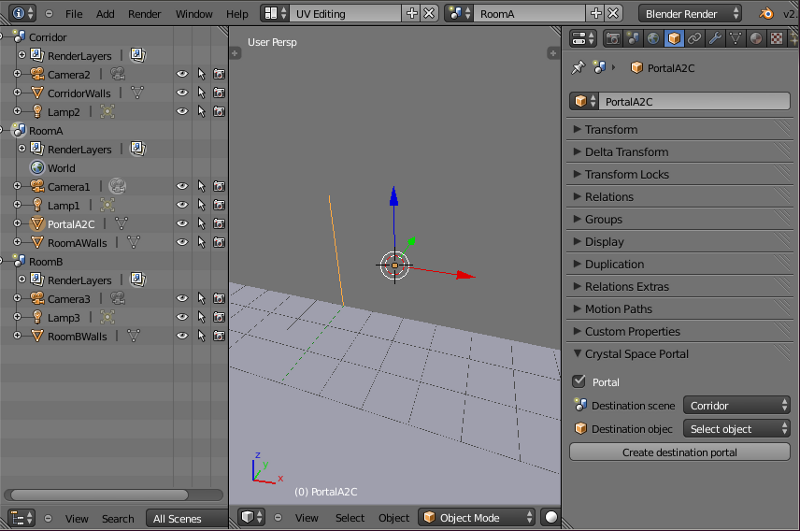 File Add Render Window Help UV Editing RoomA Blender Render v2.
Corridor
RenderLayers |
Camera2 |
CorridorWalls |
Lamp2 |
RoomA
RenderLayers |
World
Camera1 |
Lamp1 |
PortalA2C |
RoomAWalls |
RoomB
RenderLayers |
Camera3 |
Lamp3 |
RoomBWalls |
View Search All Scenes
User Persp
z
y
x
(0) PortalA2C
View Select Object Object Mode
PortalA2C
PortalA2C
Transform
Delta Transform
Transform Locks
Relations
Groups
Display
Duplication
Relations Extras
Motion Paths
Custom Properties
Crystal Space Portal
Portal
Destination scene Corridor
Destination objec Select object
Create destination portal